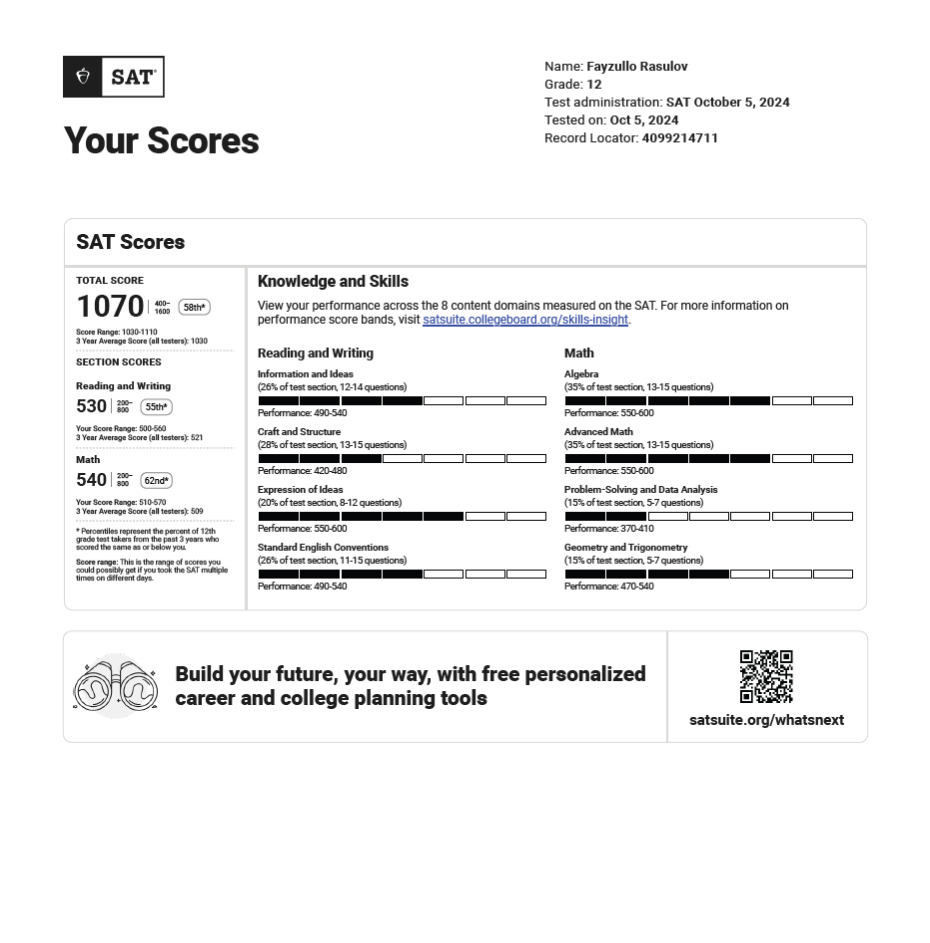 SAT
Your Scores
Name: Fayzullo Rasulov
Grade: 12
Test administration: SAT October 5, 2024
Tested on: Oct 5, 2024
Record Locator: 4099214711
SAT Scores
TOTAL SCORE
1070 | 400–1600 58th*
Score Range: 1030-1110
3 Year Average Score (all testers): 1030
SECTION SCORES
Reading and Writing
530 | 200–800 55th*
Your Score Range: 500-560
3 Year Average Score (all testers): 521
Math
540 | 200–800 62nd*
Your Score Range: 510-570
3 Year Average Score (all testers): 509
* Percentiles represent the percent of 12th
grade test takers from the past 3 years who
scored the same as or below you.
Score range: This is the range of scores you
could possibly get if you took the SAT multiple
times on different days.
Knowledge and Skills
View your performance across the 8 content domains measured on the SAT. For more information on
performance score bands, visit satsuite.collegeboard.org/skills-insight.
Reading and Writing
Information and Ideas
(26% of test section, 12-14 questions)
Performance: 490-540
Craft and Structure
(28% of test section, 13-15 questions)
Performance: 420-480
Expression of Ideas
(20% of test section, 8-12 questions)
Performance: 550-600
Standard English Conventions
(26% of test section, 11-15 questions)
Performance: 490-540
Math
Algebra
(35% of test section, 13-15 questions)
Performance: 550-600
Advanced Math
(35% of test section, 13-15 questions)
Performance: 550-600
Problem-Solving and Data Analysis
(15% of test section, 5-7 questions)
Performance: 370-410
Geometry and Trigonometry
(15% of test section, 5-7 questions)
Performance: 470-540
Build your future, your way, with free personalized
career and college planning tools
satsuite.org/whatsnext